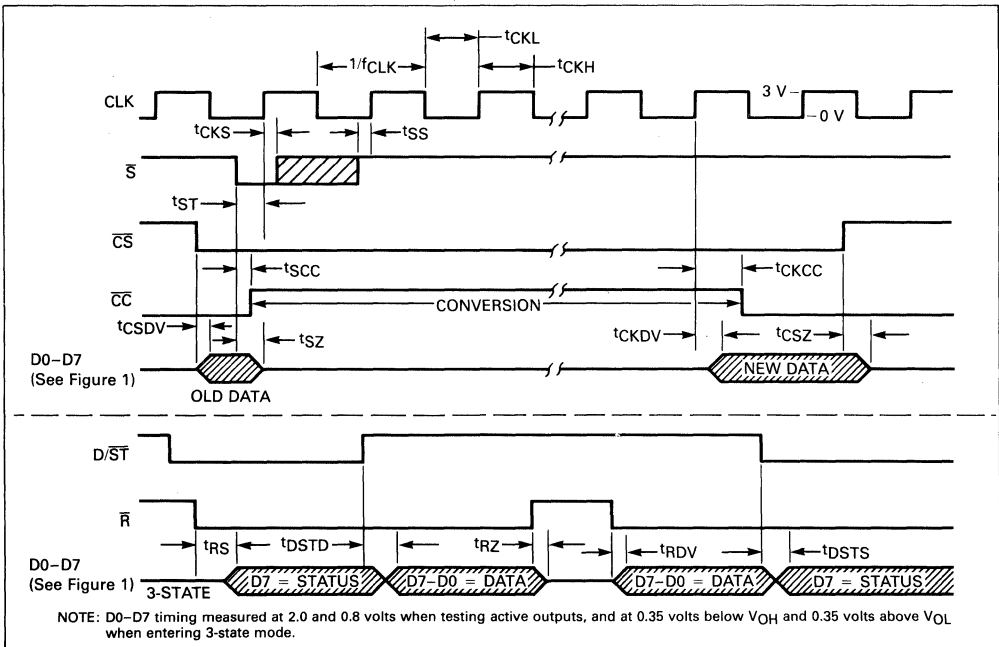 tCKL
1/fCLK
tCKH
CLK
3 V
0 V
tCKS
tSS
S̅
tST
C̅S̅
tSCC
tCKCC
C̅C̅
CONVERSION
tCSDV
tSZ
tCKDV
tCSZ
D0–D7
(See Figure 1)
NEW DATA
OLD DATA
D/S̅T̅
R̅
tRS
tDSTD
tRZ
tRDV
tDSTS
D0–D7
(See Figure 1)
3-STATE
D7 = STATUS
D7–D0 = DATA
D7–D0 = DATA
D7 = STATUS
NOTE: D0–D7 timing measured at 2.0 and 0.8 volts when testing active outputs, and at 0.35 volts below VOH and 0.35 volts above VOL
when entering 3-state mode.